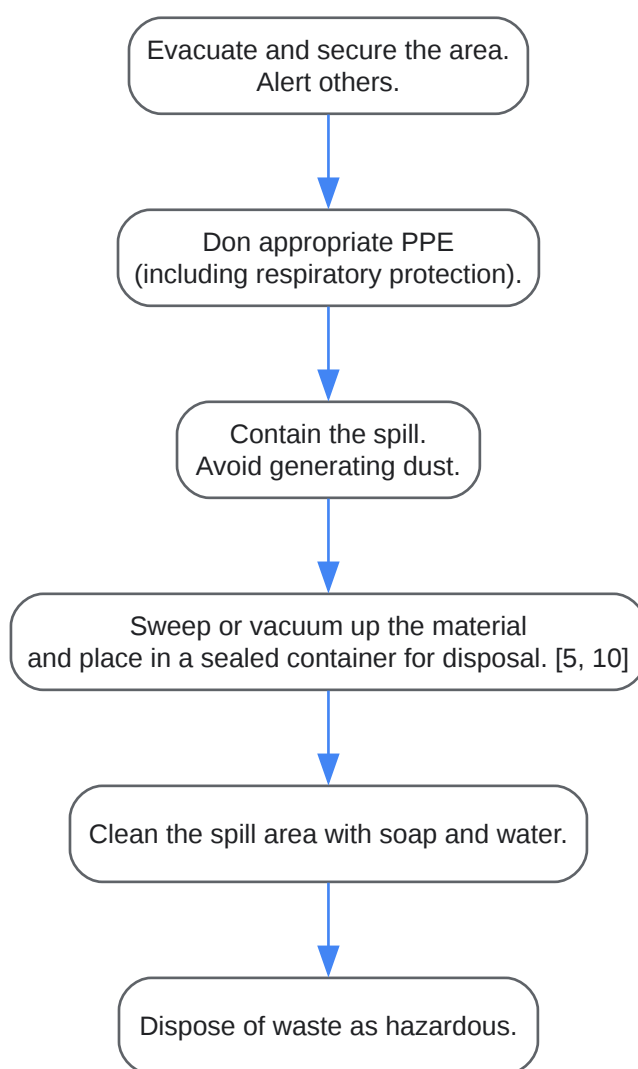 Evacuate and secure the area.
Alert others.
Don appropriate PPE
(including respiratory protection).
Contain the spill.
Avoid generating dust.
Sweep or vacuum up the material
and place in a sealed container for disposal. [5, 10]
Clean the spill area with soap and water.
Dispose of waste as hazardous.